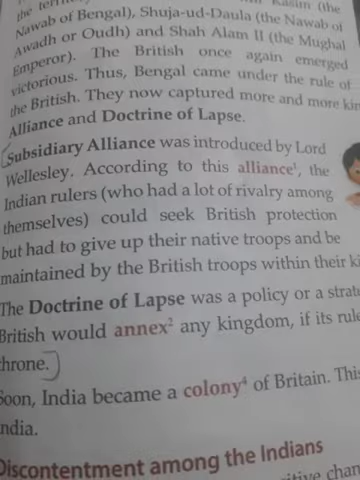 Kasim (the
Nawab of Bengal), Shuja-ud-Daula (the Nawab of
Awadh or Oudh) and Shah Alam II (the Mughal
Emperor). The British once again emerged
victorious. Thus, Bengal came under the rule of
the British. They now captured more and more
Alliance and Doctrine of Lapse.
Subsidiary Alliance was introduced by Lord
Wellesley. According to this alliance¹, the
Indian rulers (who had a lot of rivalry among
themselves) could seek British protection
but had to give up their native troops and be
maintained by the British troops within their
The Doctrine of Lapse was a policy or a
British would annex² any kingdom, if its
throne.
Soon, India became a colony⁴ of Britain. This
India.
Discontentment among the Indians